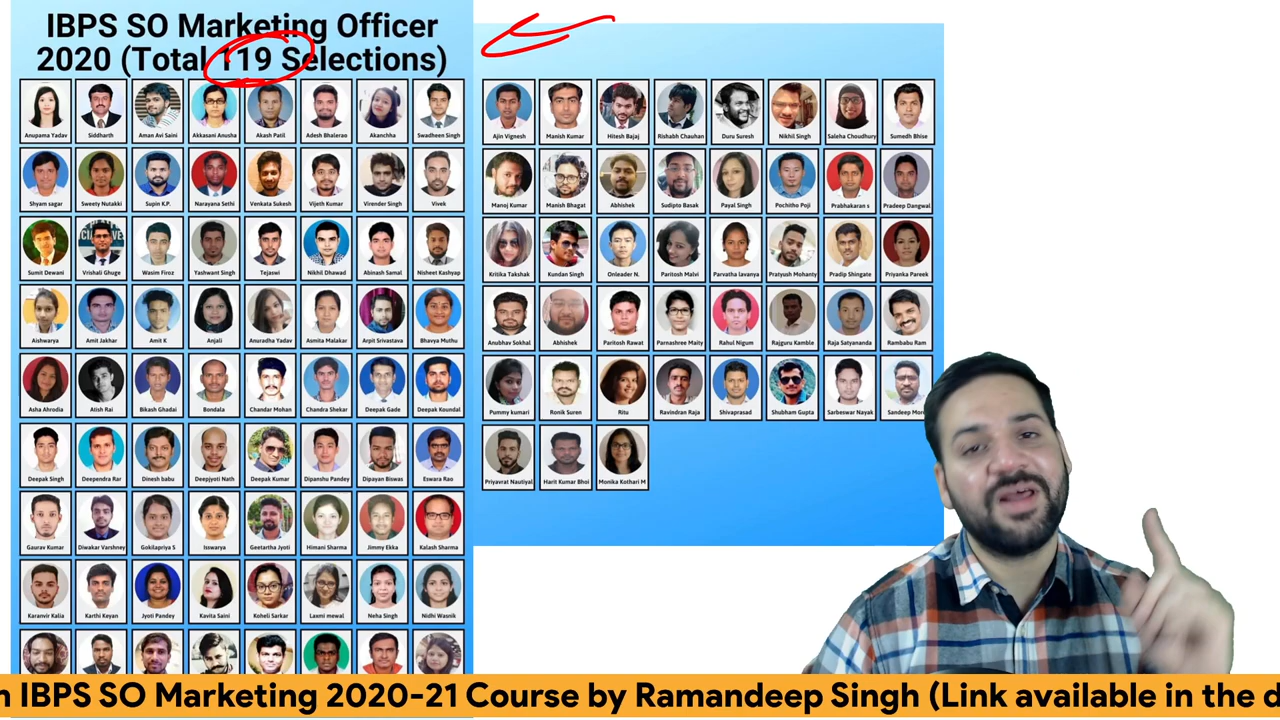 IBPS SO Marketing Officer
2020 (Total 119 Selections)
Anupama Yadav Siddharth Aman Avi Saini Akkasani Anusha Akash Patil Adesh Bhalerao Akanchha Swadheen Singh
Shyam sagar Sweety Nutakki Supin K.P. Narayana Sethi Venkata Sukesh Vijeth Kumar Virender Singh Vivek
Sumit Dewani Vrishali Ghuge Wasim Firoz Yashwant Singh Tejaswi Nikhil Dhawad Abinash Samal Nisheet Kashyap
Aishwarya Amit Jakhar Amit K Anjali Anuradha Yadav Asmita Malakar Arpit Srivastava Bhavya Muthu
Asha Ahrodia Atish Rai Bikash Ghadai Bondala Chandar Mohan Chandra Shekar Deepak Gade Deepak Koundal
Deepak Singh Deependra Rar Dinesh babu Deepjyoti Nath Deepak Kumar Dipanshu Pandey Dipayan Biswas Eswara Rao
Gaurav Kumar Diwakar Varshney Gokilapriya S Isswarya Geetartha Jyoti Himani Sharma Jimmy Ekka Kalash Sharma
Karanvir Kalia Karthi Keyan Jyoti Pandey Kavita Saini Koheli Sarkar Laxmi mewal Neha Singh Nidhi Wasnik
Ajin Vignesh Manish Kumar Hitesh Bajaj Rishabh Chauhan Duru Suresh Nikhil Singh Saleha Choudhury Sumedh Bhise
Manoj Kumar Manish Bhagat Abhishek Sudipto Basak Payal Singh Pochitho Poji Prabhakaran s Pradeep Dangwal
Kritika Takshak Kundan Singh Onleader N. Paritosh Malvi Parvatha lavanya Pratyush Mohanty Pradip Shingate Priyanka Pareek
Anubhav Sokhal Abhishek Paritosh Rawat Parnashree Maity Rahul Nigum Rajguru Kamble Raja Satyananda Rambabu Ram
Pummy kumari Ronik Suren Ritu Ravindran Raja Shivaprasad Shubham Gupta Sarbeswar Nayak Sandeep Mor
Priyavrat Nautiyal Harit Kumar Bhoi Monika Kothari M
n IBPS SO Marketing 2020-21 Course by Ramandeep Singh (Link available in the d